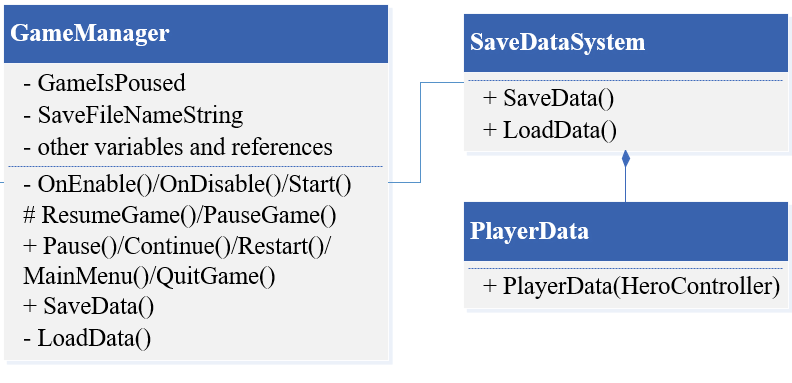 GameManager
- GameIsPoused
- SaveFileNameString
- other variables and references
- OnEnable()/OnDisable()/Start()
# ResumeGame()/PauseGame()
+ Pause()/Continue()/Restart()/
MainMenu()/QuitGame()
+ SaveData()
- LoadData()
SaveDataSystem
+ SaveData()
+ LoadData()
PlayerData
+ PlayerData(HeroController)